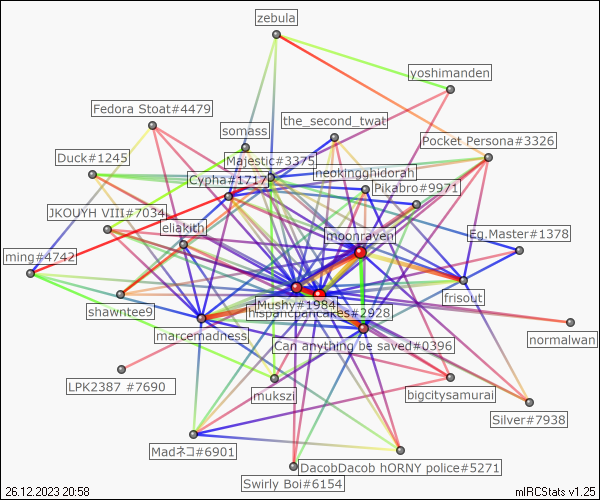 zebula
yoshimanden
Fedora Stoat#4479
the_second_twat
somass
Pocket Persona#3326
Duck#1245
Majestic#3375
neokingghidorah
Cypha#1717
Pikabro#9971
JKOUYH VIII#7034
eliakith
moonraven
Eg.Master#1378
ming#4742
frisout
shawntee9
Mushy#1984
hispancpancakes#2928
marcemadness
Can anything be saved#0396
normalwan
LPK2387 #7690
mukszi
bigcitysamurai
Silver#7938
Madネコ#6901
DacobDacob hORNY police#5271
Swirly Boi#6154
26.12.2023 20:58
mIRCStats v1.25